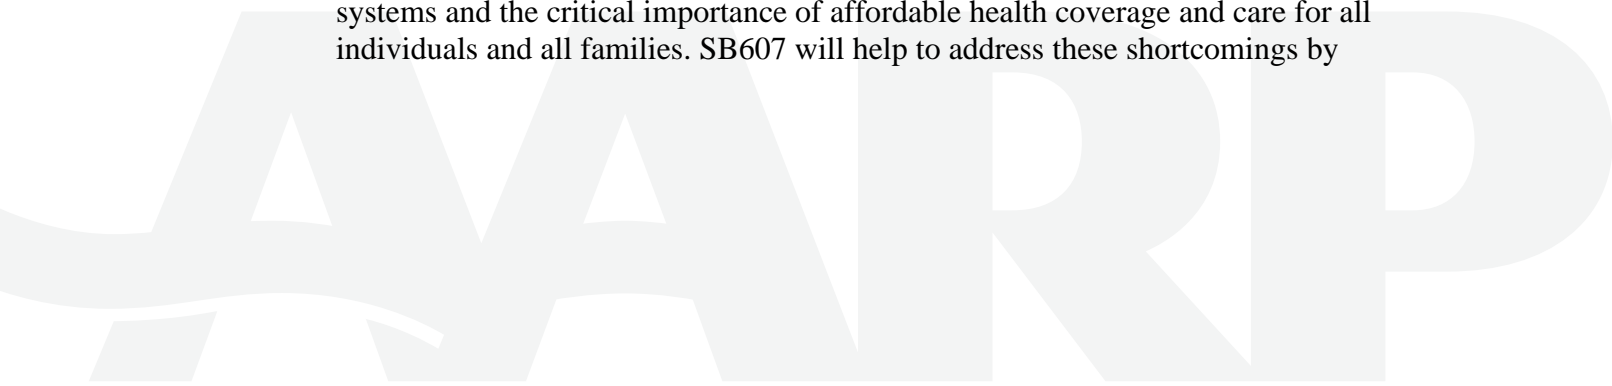 systems and the critical importance of affordable health coverage and care for all
individuals and all families. SB607 will help to address these shortcomings by
AARP